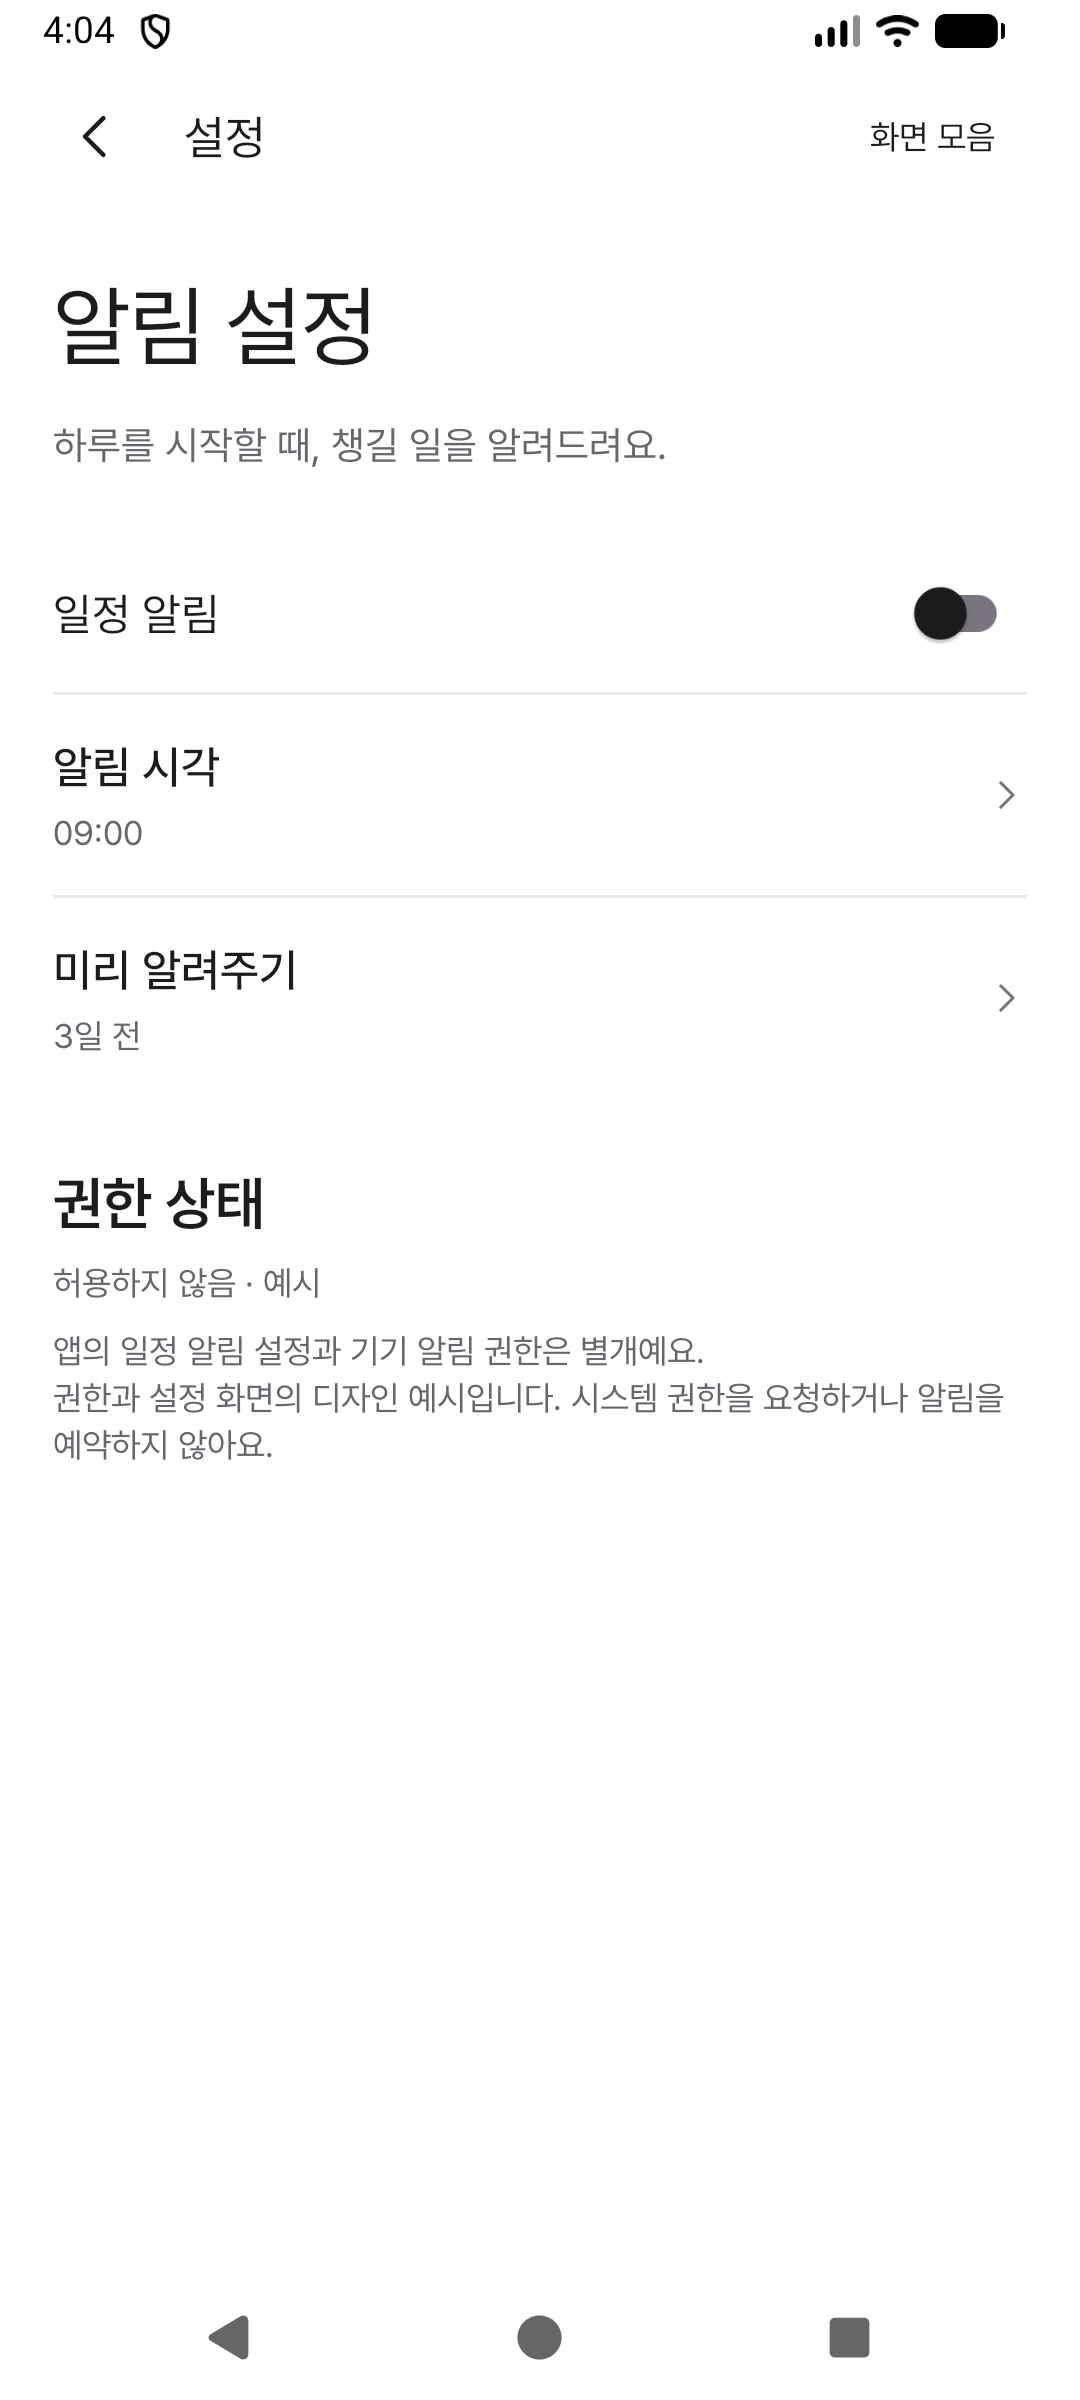 4:04
설정
화면 모음
알림 설정
하루를 시작할 때, 챙길 일을 알려드려요.
일정 알림
알림 시각
09:00
미리 알려주기
3일 전
권한 상태
허용하지 않음 · 예시
앱의 일정 알림 설정과 기기 알림 권한은 별개예요.
권한과 설정 화면의 디자인 예시입니다. 시스템 권한을 요청하거나 알림을
예약하지 않아요.